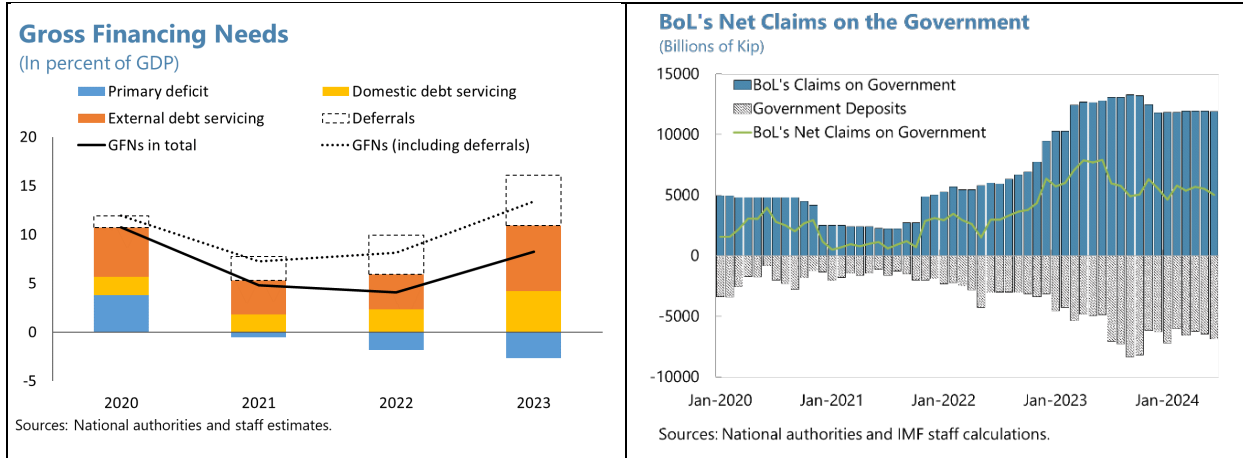 Gross Financing Needs
(In percent of GDP)
Primary deficit
Domestic debt servicing
External debt servicing
Deferrals
GFNs in total
GFNs (including deferrals)
20
15
10
5
0
-5
2020
2021
2022
2023
Sources: National authorities and staff estimates.
BoL's Net Claims on the Government
(Billions of Kip)
BoL's Claims on Government
Government Deposits
BoL's Net Claims on Government
15000
10000
5000
0
-5000
-10000
Jan-2020
Jan-2021
Jan-2022
Jan-2023
Jan-2024
Sources: National authorities and IMF staff calculations.